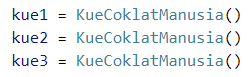 kue1 = KueCoklatManusia()
kue2 = KueCoklatManusia()
kue3 = KueCoklatManusia()